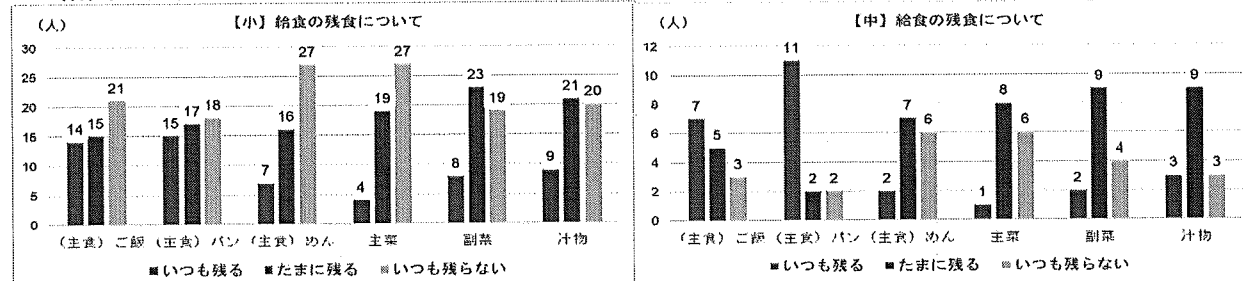 (人)
【小】給食の残食について
30
25
20
15
10
5
0
14 15 21
15 17 18
7 16 27
4 19 27
8 23 19
9 21 20
(主食)ご飯 (主食)パン (主食)めん 主菜 副菜 汁物
■いつも残る ■たまに残る ■いつも残らない
(人)
【中】給食の残食について
12
10
8
6
4
2
0
7 5 3
11 2 2
2 7 6
1 8 6
2 9 4
3 9 3
(主食)ご飯 (主食)パン (主食)めん 主菜 副菜 汁物
■いつも残る ■たまに残る ■いつも残らない